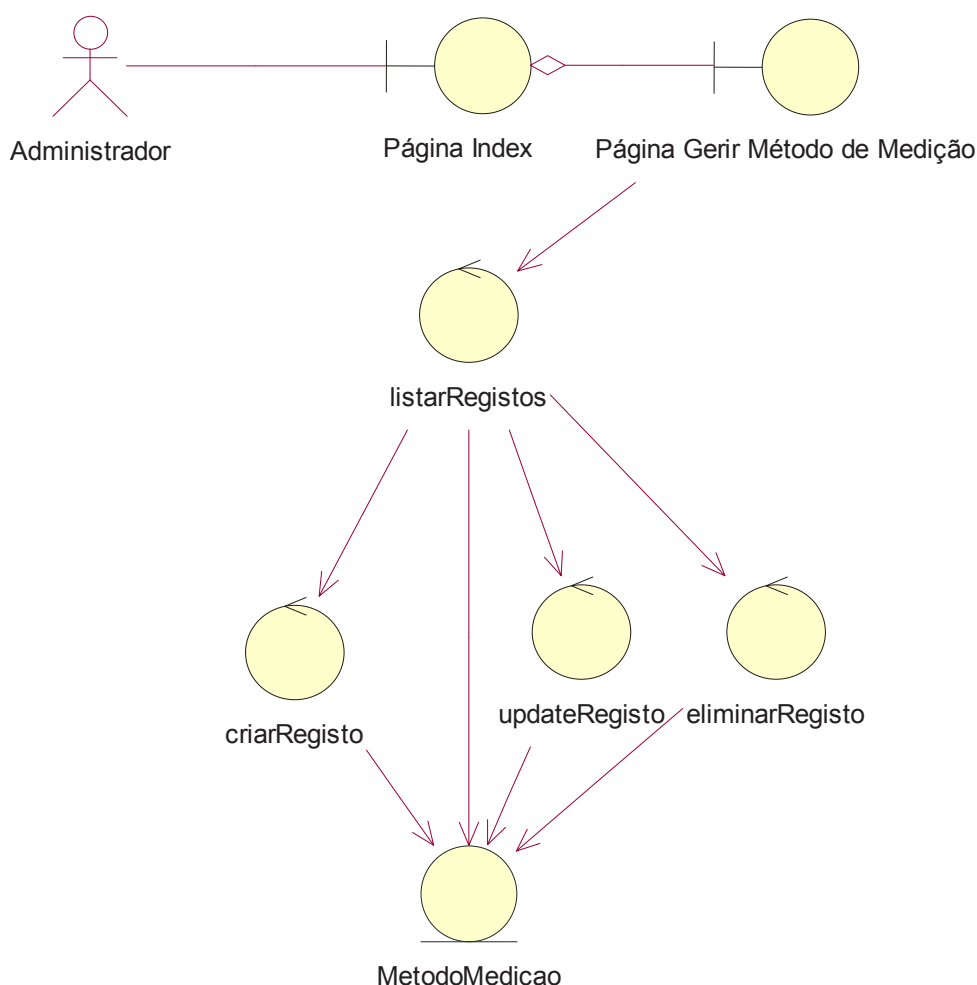 Administrador
Página Index
Página Gerir Método de Medição
listarRegistos
criarRegisto
updateRegisto
eliminarRegisto
MetodoMedicao